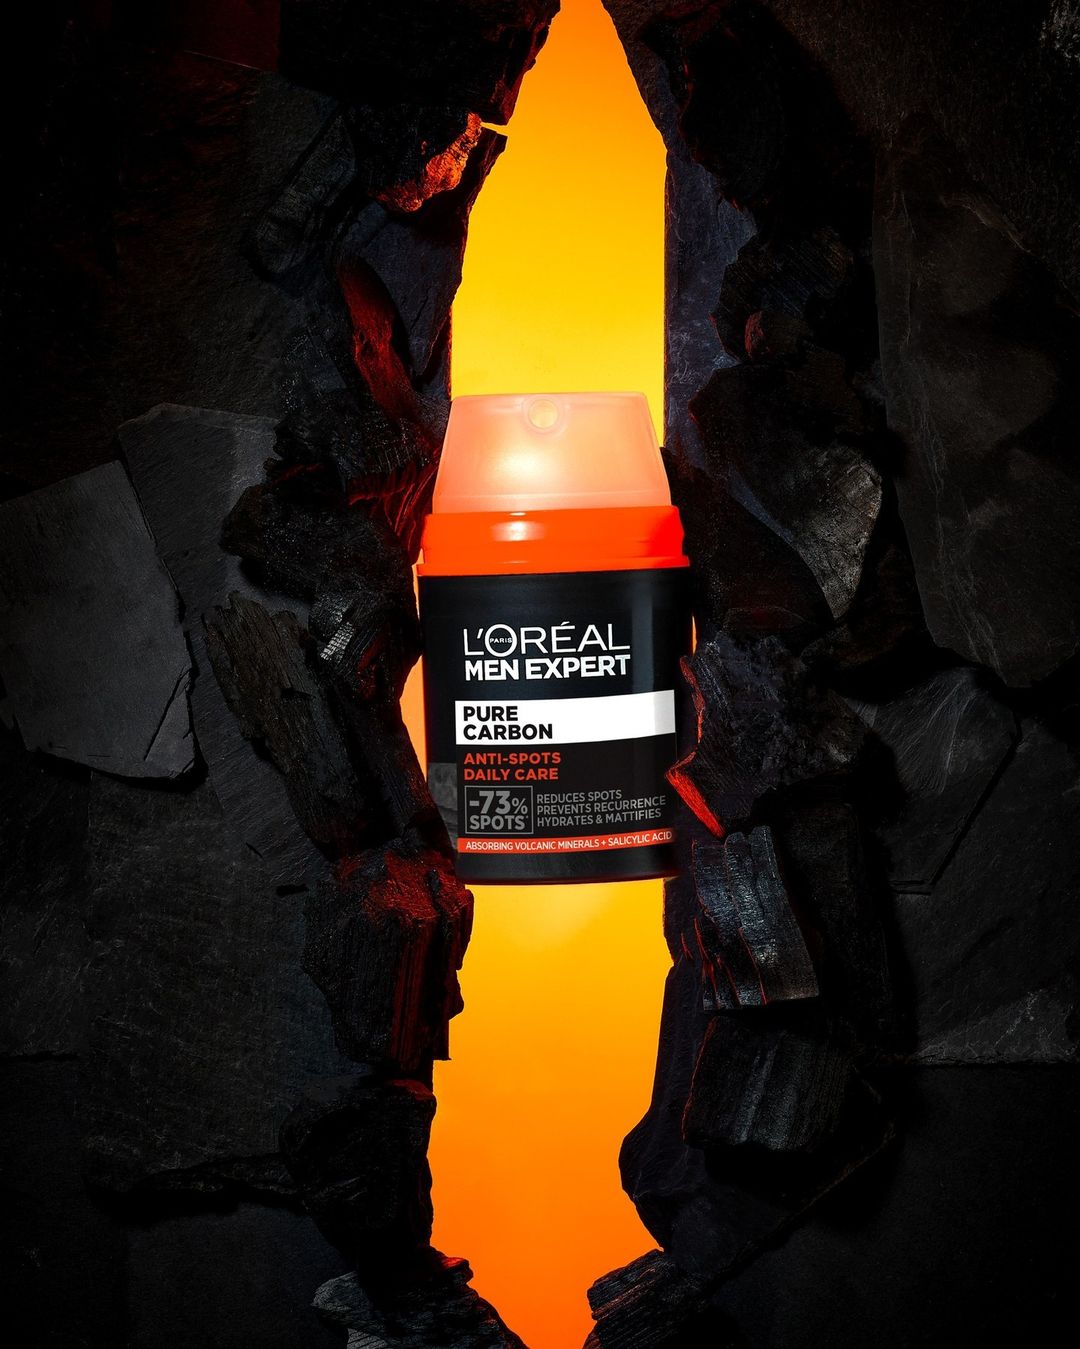 L'ORÉAL
PARIS
MEN EXPERT
PURE
CARBON
ANTI-SPOTS
DAILY CARE
-73%
SPOTS*
REDUCES SPOTS
PREVENTS RECURRENCE
HYDRATES & MATTIFIES
ABSORBING VOLCANIC MINERALS + SALICYLIC ACID